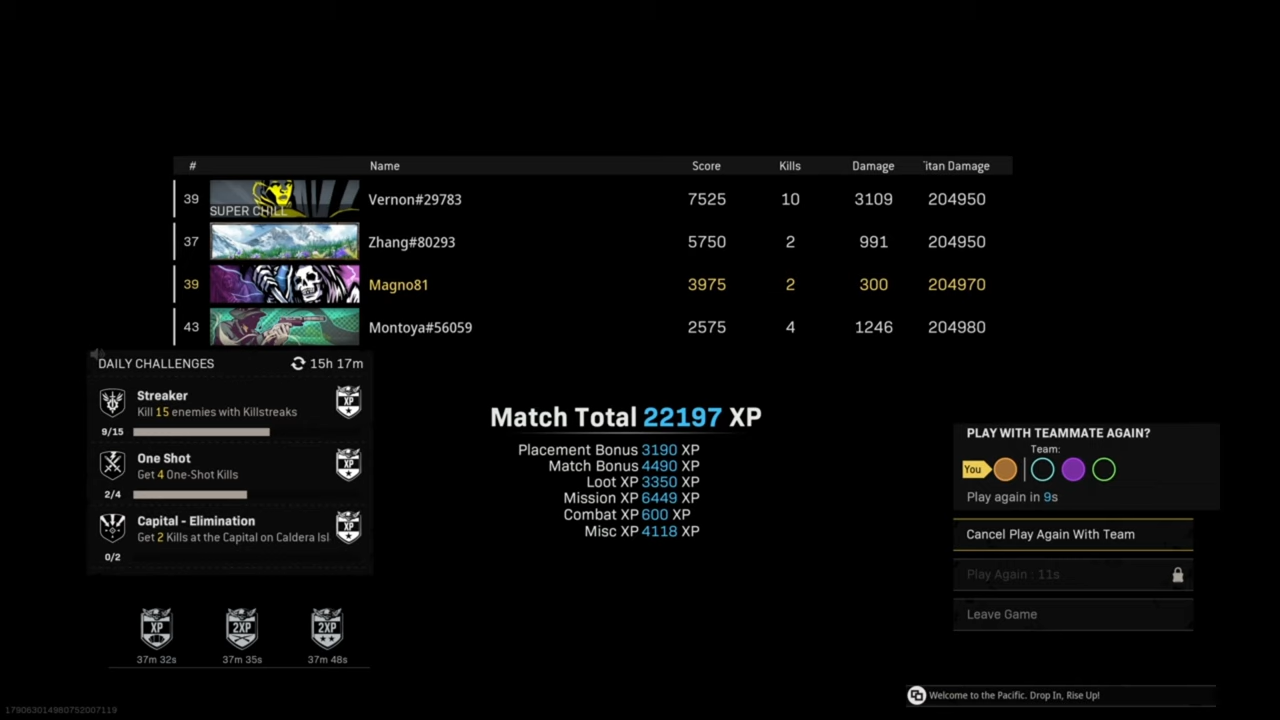 # Name Score Kills Damage itan Damage
39 SUPER CHILL Vernon#29783 7525 10 3109 204950
37 Zhang#80293 5750 2 991 204950
39 Magno81 3975 2 300 204970
43 Montoya#56059 2575 4 1246 204980
DAILY CHALLENGES 15h 17m
Streaker
Kill 15 enemies with Killstreaks
XP
9/15
One Shot
Get 4 One-Shot Kills
XP
2/4
Capital - Elimination
Get 2 Kills at the Capital on Caldera Isl
XP
0/2
XP 2XP 2XP
37m 32s 37m 35s 37m 48s
Match Total 22197 XP
Placement Bonus 3190 XP
Match Bonus 4490 XP
Loot XP 3350 XP
Mission XP 6449 XP
Combat XP 600 XP
Misc XP 4118 XP
PLAY WITH TEAMMATE AGAIN?
Team:
You
Play again in 9s
Cancel Play Again With Team
Play Again : 11s
Leave Game
Welcome to the Pacific. Drop In, Rise Up!
179063014980752007119